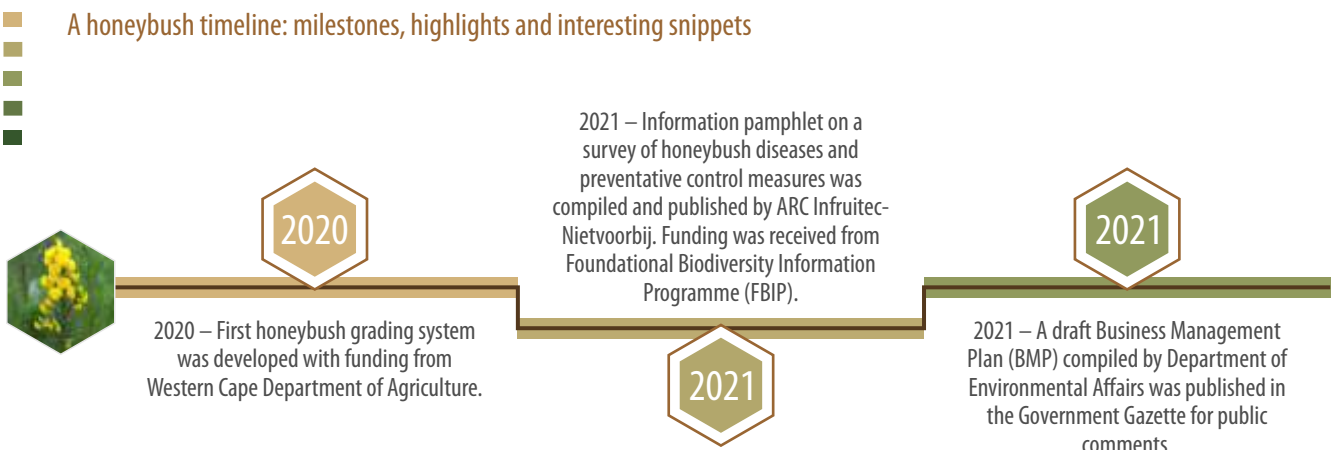 A honeybush timeline: milestones, highlights and interesting snippets
2020
2020 – First honeybush grading system
was developed with funding from
Western Cape Department of Agriculture.
2021 – Information pamphlet on a
survey of honeybush diseases and
preventative control measures was
compiled and published by ARC Infruitec-
Nietvoorbij. Funding was received from
Foundational Biodiversity Information
Programme (FBIP).
2021
2021
2021 – A draft Business Management
Plan (BMP) compiled by Department of
Environmental Affairs was published in
the Government Gazette for public
comments